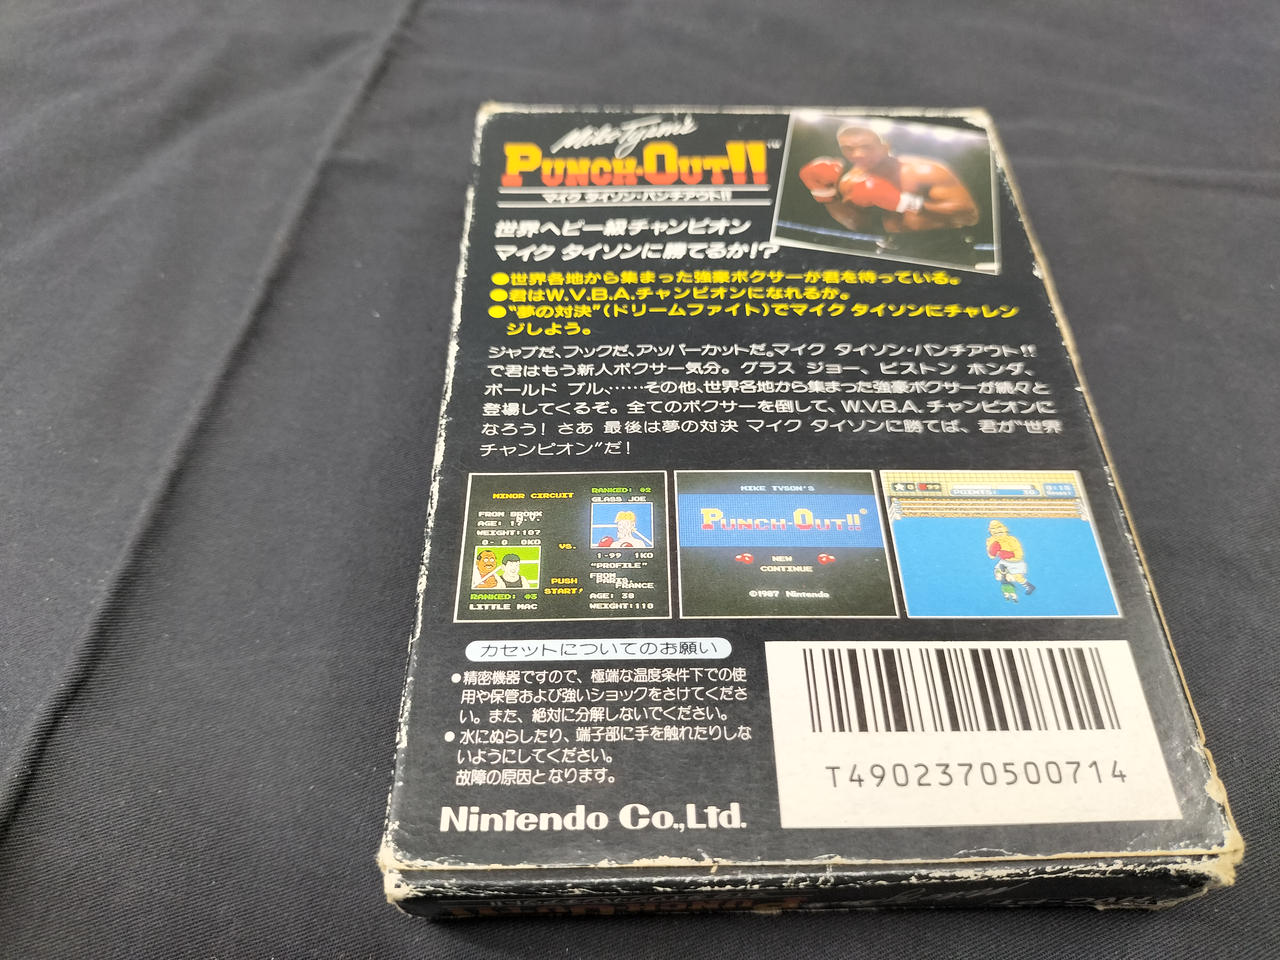 Mike Tyson's
PUNCH-OUT!!™
マイク タイソン・パンチアウト!!
世界ヘビー級チャンピオン
マイク タイソンに勝てるか!?
●世界各地から集まった強豪ボクサーが君を待っている。
●君はW.V.B.A.チャンピオンになれるか。
●“夢の対決”(ドリームファイト)でマイク タイソンにチャレン
ジしよう。
ジャブだ、フックだ、アッパーカットだ。マイク タイソン・パンチアウト!!
で君はもう新人ボクサー気分。グラス ジョー、ピストン ホンダ、
ボールド ブル、……その他、世界各地から集まった強豪ボクサーが続々と
登場してくるぞ。全てのボクサーを倒して、W.V.B.A.チャンピオンに
なろう! さあ 最後は夢の対決 マイク タイソンに勝てば、君が“世界
チャンピオン”だ!
MINOR CIRCUIT
RANKED: #2
GLASS JOE
FROM BRONX
N.Y.
AGE: 17
WEIGHT:107
0- 0 0KO
VS.
1-99 1KO
"PROFILE"
FROM
PARIS, FRANCE
PUSH
START!
RANKED: #3
LITTLE MAC
AGE: 38
WEIGHT:110
MIKE TYSON'S
PUNCH-OUT!!®
NEW
CONTINUE
©1987 Nintendo
POINTS:
カセットについてのお願い
●精密機器ですので、極端な温度条件下での使
用や保管および強いショックをさけてくださ
い。また、絶対に分解しないでください。
●水にぬらしたり、端子部に手を触れたりしな
いようにしてください。
故障の原因となります。
Nintendo Co.,Ltd.
T4902370500714